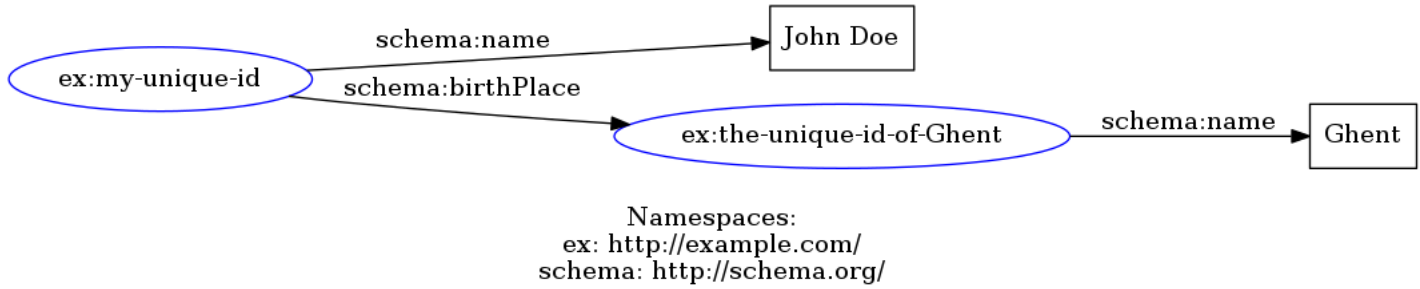 schema:name
John Doe
ex:my-unique-id
schema:birthPlace
ex:the-unique-id-of-Ghent
schema:name
Ghent
Namespaces:
ex: http://example.com/
schema: http://schema.org/